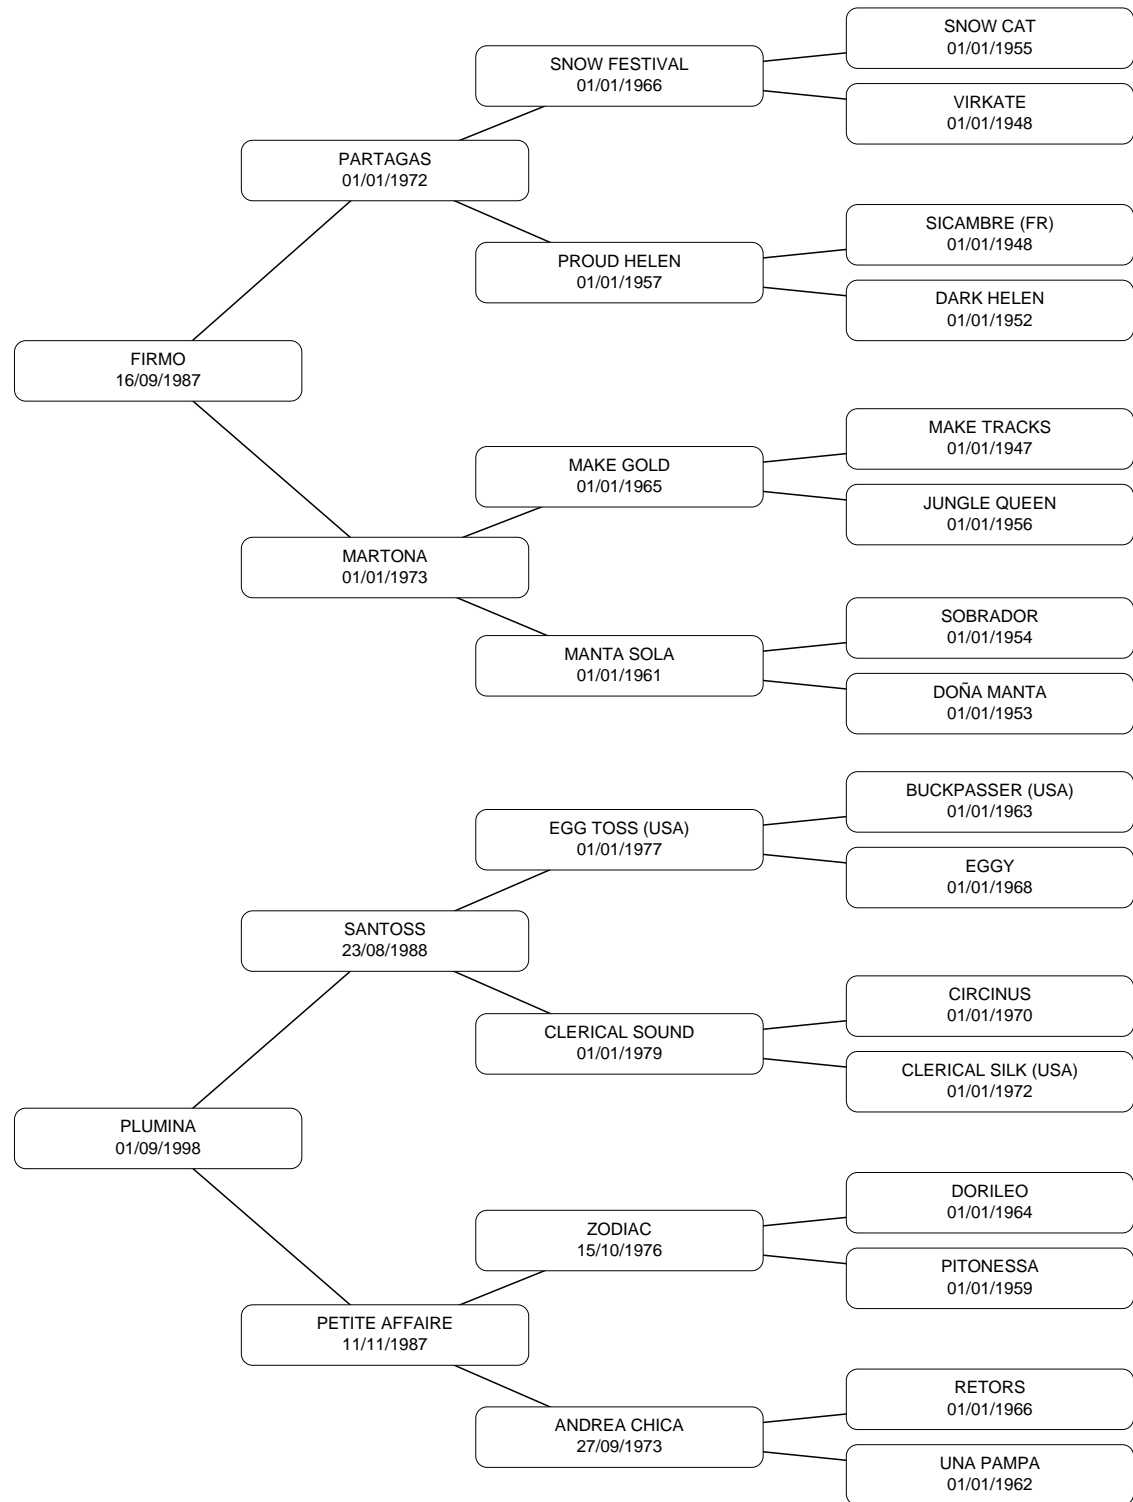 SNOW CAT
01/01/1955
SNOW FESTIVAL
01/01/1966
VIRKATE
01/01/1948
PARTAGAS
01/01/1972
SICAMBRE (FR)
01/01/1948
PROUD HELEN
01/01/1957
DARK HELEN
01/01/1952
FIRMO
16/09/1987
MAKE TRACKS
01/01/1947
MAKE GOLD
01/01/1965
JUNGLE QUEEN
01/01/1956
MARTONA
01/01/1973
SOBRADOR
01/01/1954
MANTA SOLA
01/01/1961
DOÑA MANTA
01/01/1953
BUCKPASSER (USA)
01/01/1963
EGG TOSS (USA)
01/01/1977
EGGY
01/01/1968
SANTOSS
23/08/1988
CIRCINUS
01/01/1970
CLERICAL SOUND
01/01/1979
CLERICAL SILK (USA)
01/01/1972
PLUMINA
01/09/1998
DORILEO
01/01/1964
ZODIAC
15/10/1976
PITONESSA
01/01/1959
PETITE AFFAIRE
11/11/1987
RETORS
01/01/1966
ANDREA CHICA
27/09/1973
UNA PAMPA
01/01/1962